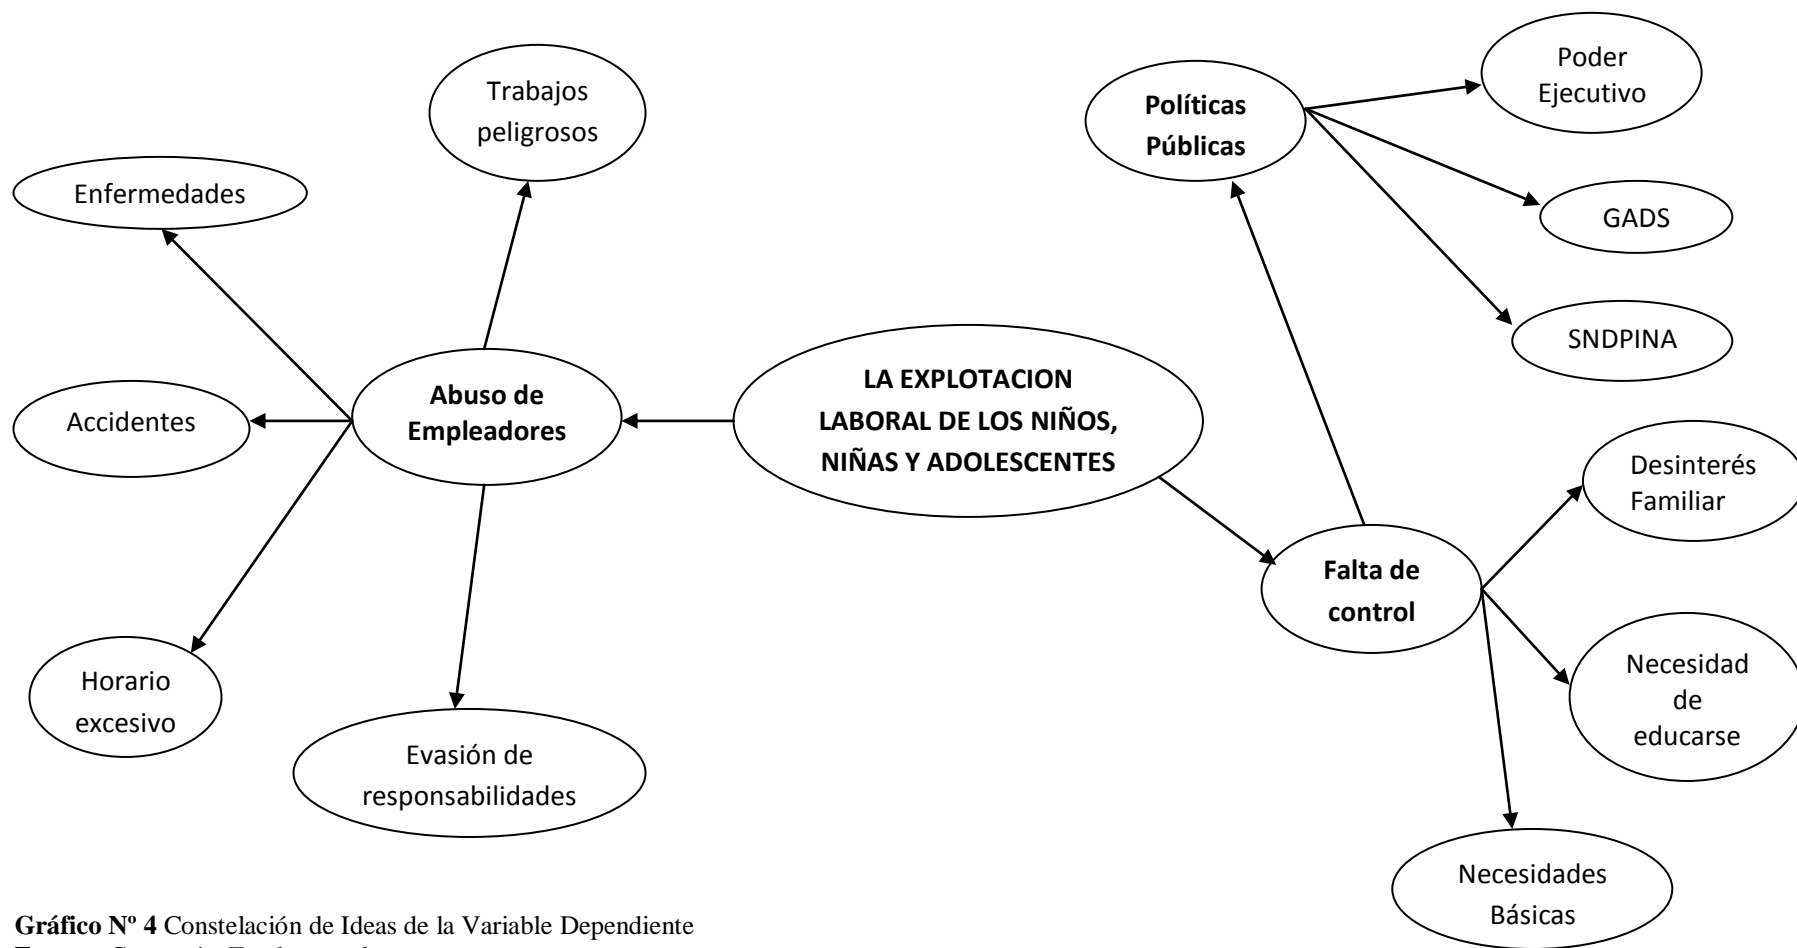 Trabajos
peligrosos
Enfermedades
Accidentes
Abuso de
Empleadores
Horario
excesivo
Evasión de
responsabilidades
LA EXPLOTACION
LABORAL DE LOS NIÑOS,
NIÑAS Y ADOLESCENTES
Políticas
Públicas
Poder
Ejecutivo
GADS
SNDPINA
Falta de
control
Desinterés
Familiar
Necesidad
de
educarse
Necesidades
Básicas
Gráfico Nº 4 Constelación de Ideas de la Variable Dependiente